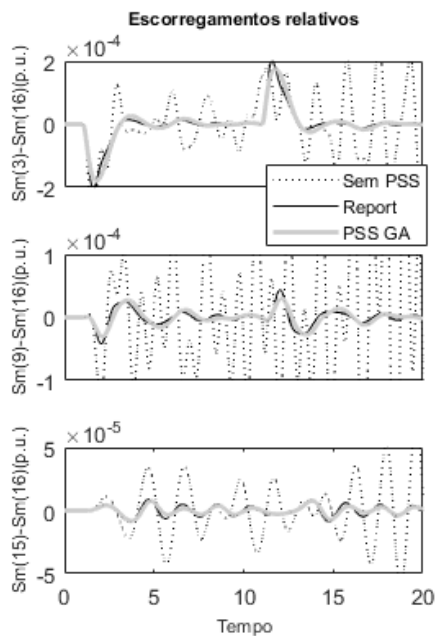 Escorregamentos relativos
×10⁻⁴
2
0
-2
Sm(3)-Sm(16)(p.u.)
Sem PSS
Report
PSS GA
×10⁻⁴
1
0
-1
Sm(9)-Sm(16)(p.u.)
×10⁻⁵
5
0
-5
Sm(15)-Sm(16)(p.u.)
0 5 10 15 20
Tempo